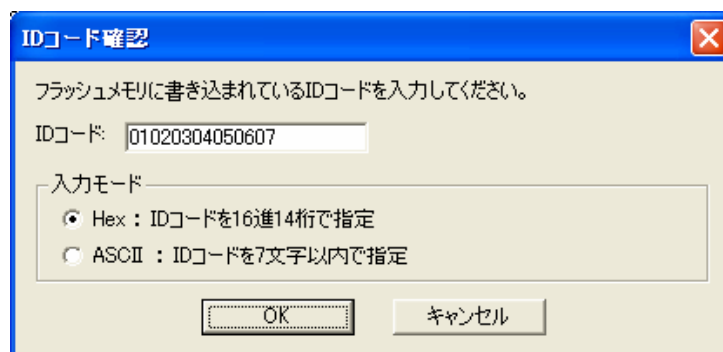 IDコード確認
フラッシュメモリに書き込まれているIDコードを入力してください。
IDコード: 01020304050607
入力モード
Hex : IDコードを16進14桁で指定
ASCII : IDコードを7文字以内で指定
OK キャンセル